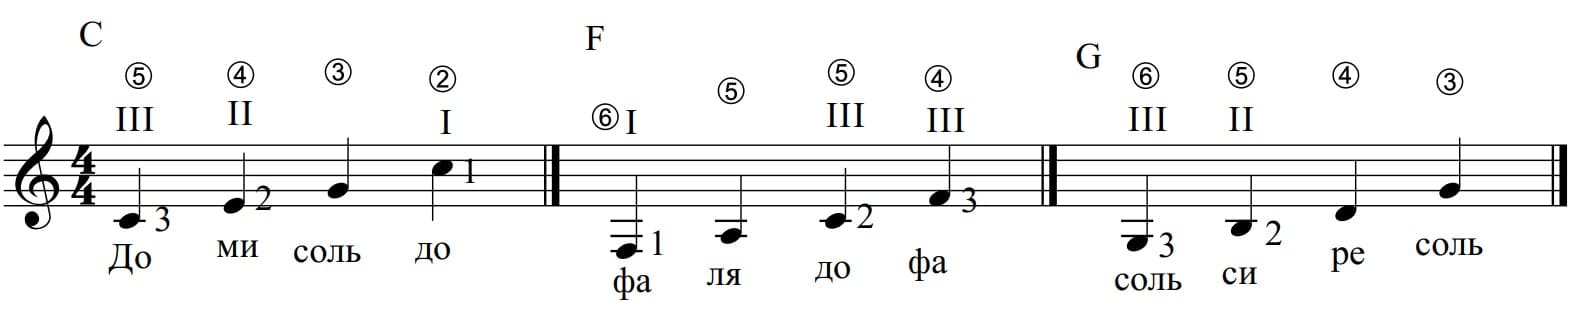 C F G
⑤ ④ ③ ② ⑤ ⑤ ④ ⑥ ⑤ ④ ③
III II I ⑥ I III III III II
4
4
3 2 1 1 2 3 3 2
До ми соль до фа ля до фа соль си ре соль